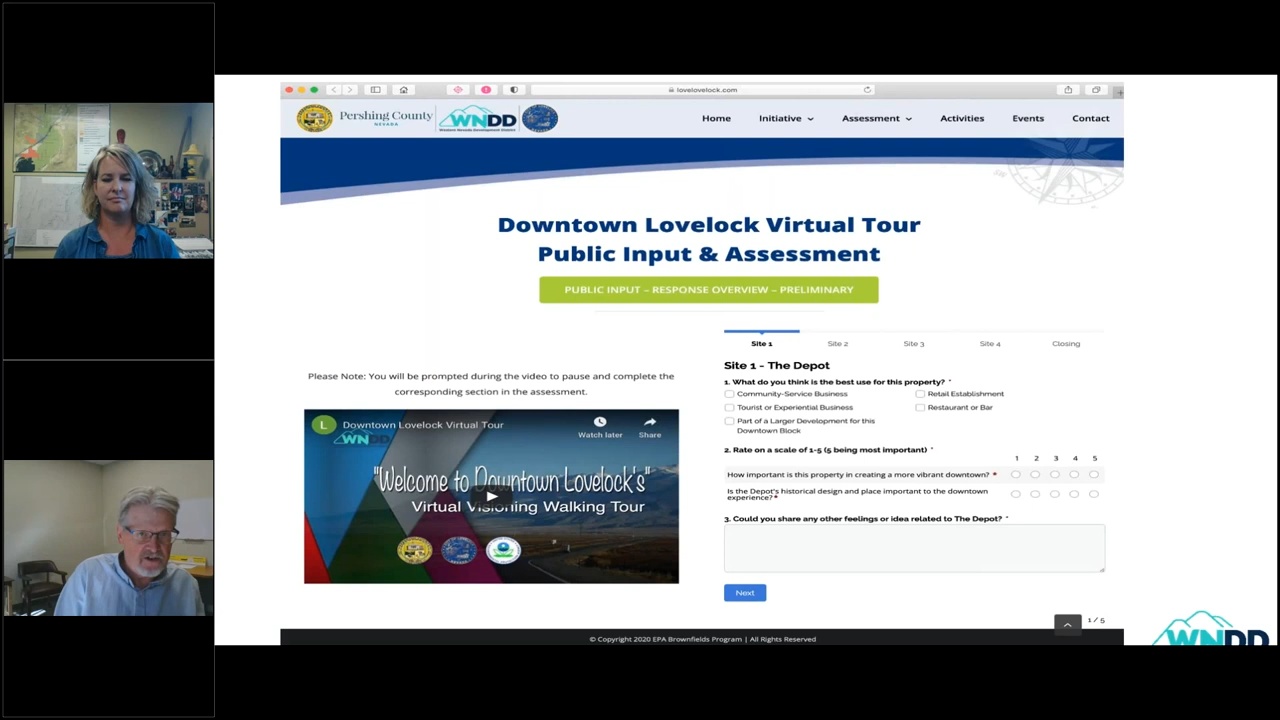 lovelovelock.com
Pershing County
NEVADA
WNDD
Western Nevada Development District
Home
Initiative
Assessment
Activities
Events
Contact
Downtown Lovelock Virtual Tour
Public Input & Assessment
PUBLIC INPUT – RESPONSE OVERVIEW – PRELIMINARY
Please Note: You will be prompted during the video to pause and complete the
corresponding section in the assessment.
L
Downtown Lovelock Virtual Tour
Watch later
Share
WNDD
"Welcome to Downtown Lovelock's"
Virtual Visioning Walking Tour
Site 1
Site 2
Site 3
Site 4
Closing
Site 1 - The Depot
1. What do you think is the best use for this property? *
Community-Service Business
Retail Establishment
Tourist or Experiential Business
Restaurant or Bar
Part of a Larger Development for this
Downtown Block
2. Rate on a scale of 1-5 (5 being most important) *
1 2 3 4 5
How important is this property in creating a more vibrant downtown? *
Is the Depot's historical design and place important to the downtown
experience? *
3. Could you share any other feelings or idea related to The Depot? *
Next
1 / 5
© Copyright 2020 EPA Brownfields Program | All Rights Reserved
WNDD